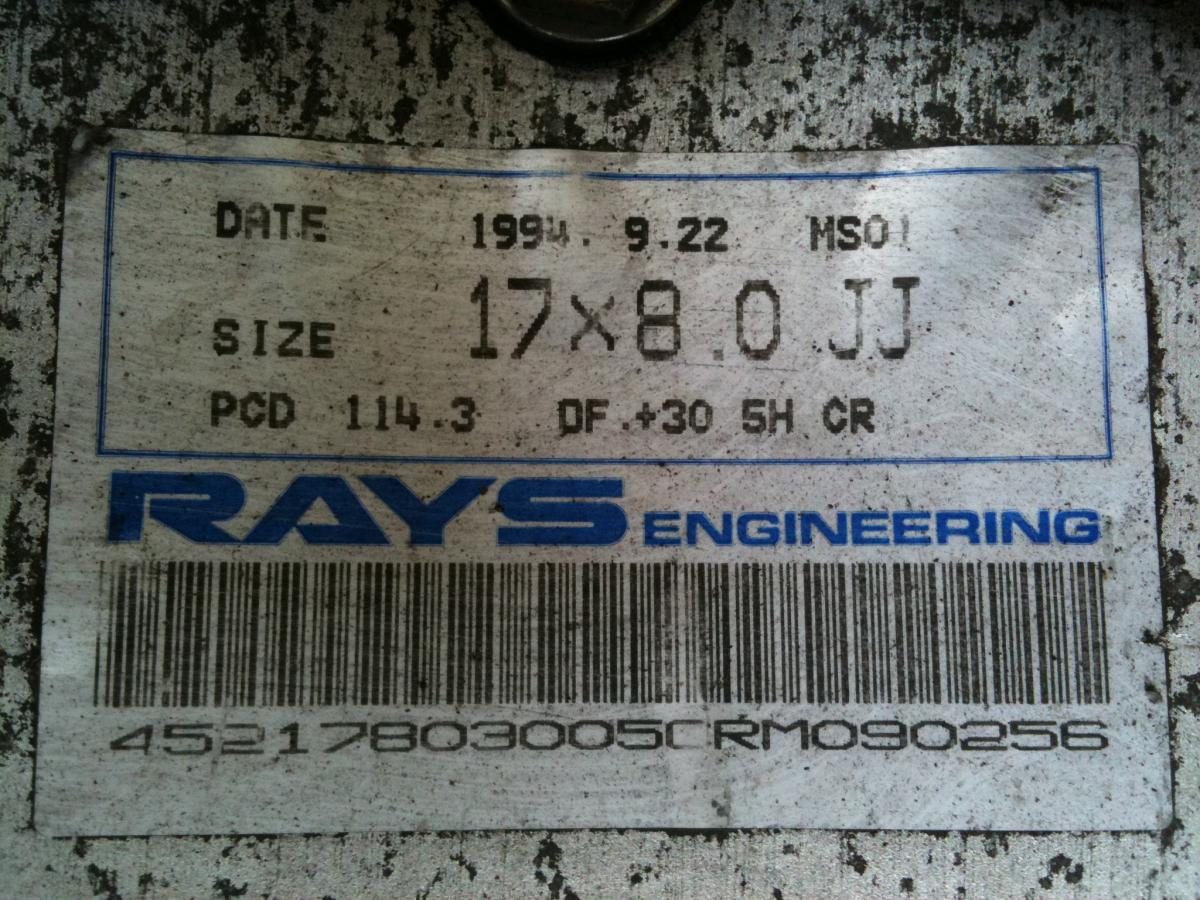 DATE 1994. 9.22 MS01
SIZE 17×8.0 JJ
PCD 114.3 OF.+30 5H CR
RAYS ENGINEERING
45217803005CRM090256